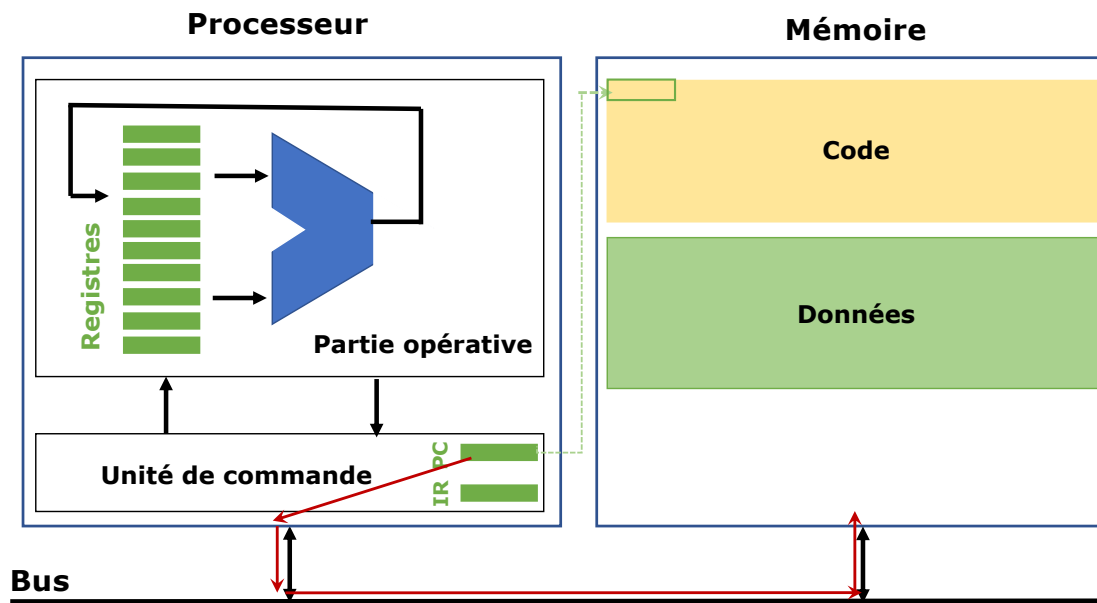 Processeur
Mémoire
Registres
Code
Données
Partie opérative
Unité de commande
PC
IR
Bus